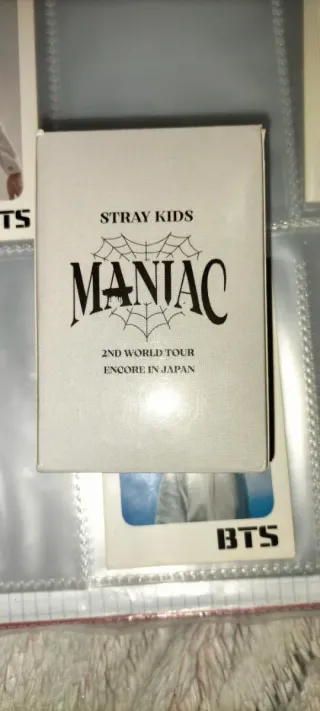 TS
STRAY KIDS
MANIAC
2ND WORLD TOUR
ENCORE IN JAPAN
BTS